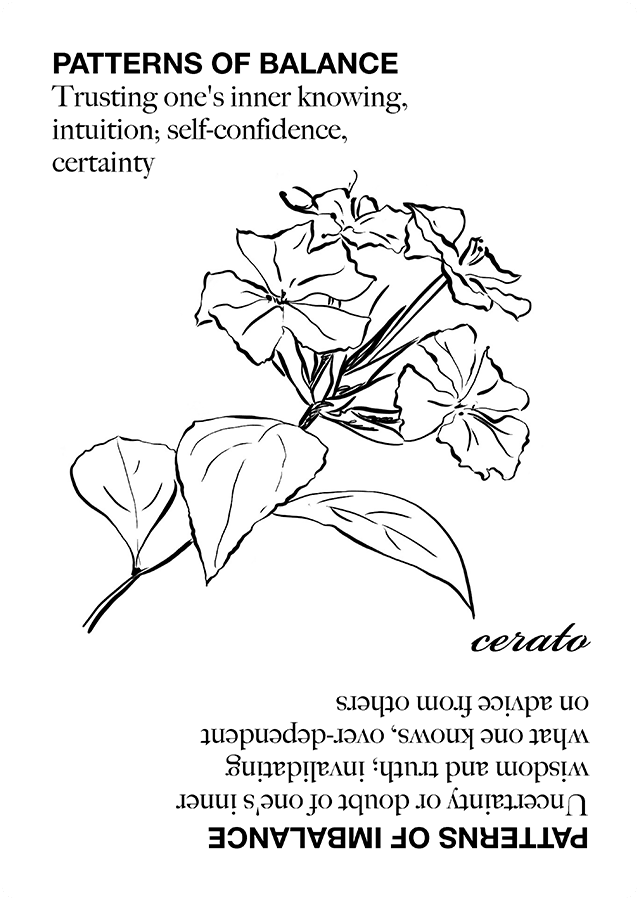 PATTERNS OF BALANCE
Trusting one's inner knowing,
intuition; self-confidence,
certainty
cerato
PATTERNS OF IMBALANCE
Uncertainty or doubt of one's inner
wisdom and truth; invalidating
what one knows, over-dependent
on advice from others